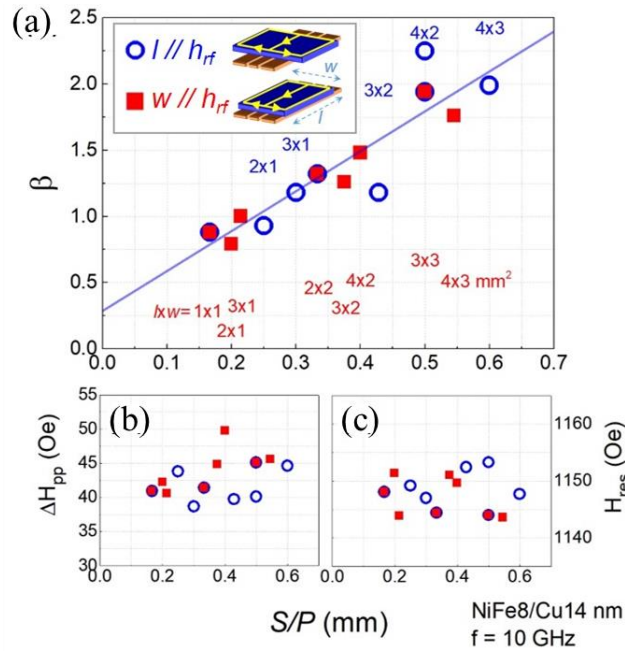 (a)
2.5
2.0
1.5
1.0
0.5
0.0
β
l // h_rf
w // h_rf
w
l
4x2
4x3
3x2
3x1
2x1
3x3
2x2
4x2
4x3 mm²
lxw= 1x1
3x1
3x2
2x1
0.0 0.1 0.2 0.3 0.4 0.5 0.6 0.7
(b)
55
50
45
40
35
30
ΔH_pp (Oe)
0.0 0.2 0.4 0.6
(c)
1160
1150
1140
H_res (Oe)
0.0 0.2 0.4 0.6
S/P (mm)
NiFe8/Cu14 nm
f = 10 GHz